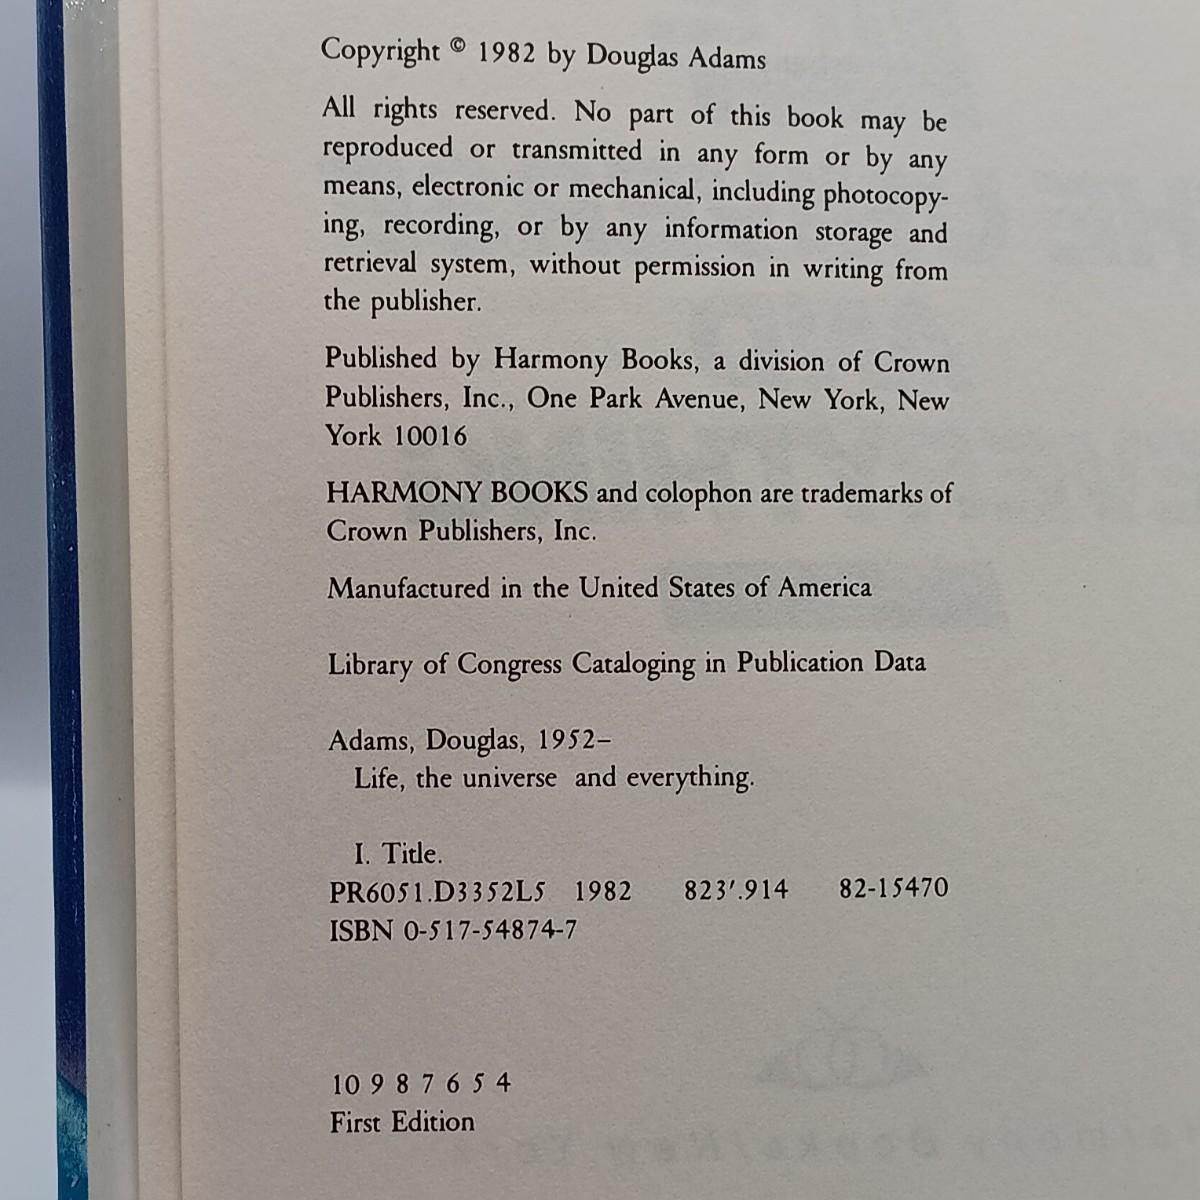 Copyright © 1982 by Douglas Adams
All rights reserved. No part of this book may be
reproduced or transmitted in any form or by any
means, electronic or mechanical, including photocopy-
ing, recording, or by any information storage and
retrieval system, without permission in writing from
the publisher.
Published by Harmony Books, a division of Crown
Publishers, Inc., One Park Avenue, New York, New
York 10016
HARMONY BOOKS and colophon are trademarks of
Crown Publishers, Inc.
Manufactured in the United States of America
Library of Congress Cataloging in Publication Data
Adams, Douglas, 1952–
Life, the universe and everything.
I. Title.
PR6051.D3352L5 1982 823'.914 82-15470
ISBN 0-517-54874-7
10 9 8 7 6 5 4
First Edition